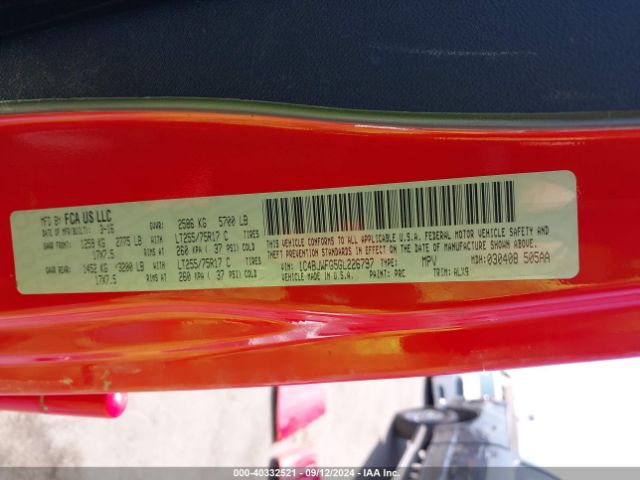 MFD BY FCA US LLC GVWR: 2586 KG 5700 LB
DATE OF MFR/BUILT: 3-16
GAWR FRONT: 1258 KG 2775 LB WITH LT255/75R17 C TIRES
17X7.5 RIMS AT 260 KPA ( 37 PSI) COLD
GAWR REAR: 1452 KG 3200 LB WITH LT255/75R17 C TIRES
17X7.5 RIMS AT 260 KPA ( 37 PSI) COLD
THIS VEHICLE CONFORMS TO ALL APPLICABLE U.S.A. FEDERAL MOTOR VEHICLE SAFETY AND
THEFT PREVENTION STANDARDS IN EFFECT ON THE DATE OF MANUFACTURE SHOWN ABOVE.
VIN: 1C4BJWFG5GL226797 TYPE: MPV MDH: 030408 505AA
VEHICLE MADE IN U.S.A. PAINT: PRC TRIM: ALX9
000-40332521 - 09/12/2024 - IAA Inc.